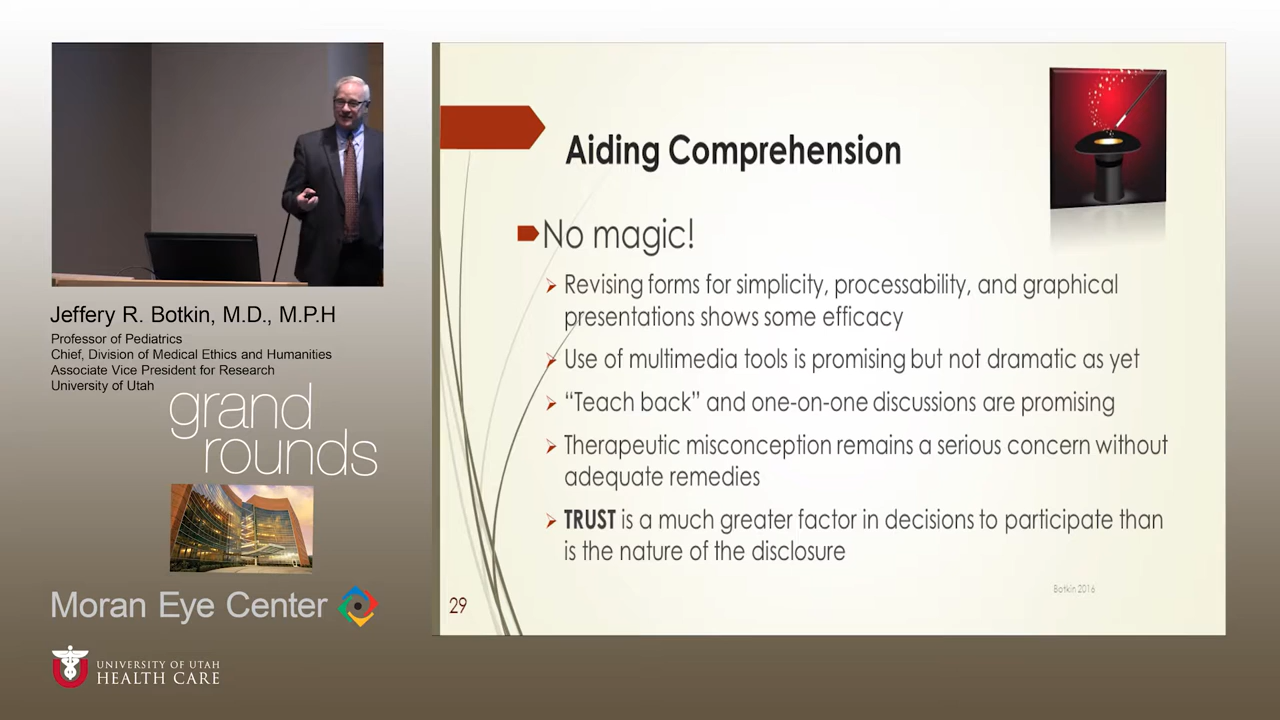 Jeffery R. Botkin, M.D., M.P.H
Professor of Pediatrics
Chief, Division of Medical Ethics and Humanities
Associate Vice President for Research
University of Utah
grand
rounds
Moran Eye Center
UNIVERSITY OF UTAH
HEALTH CARE
Aiding Comprehension
No magic!
Revising forms for simplicity, processability, and graphical
presentations shows some efficacy
Use of multimedia tools is promising but not dramatic as yet
“Teach back” and one-on-one discussions are promising
Therapeutic misconception remains a serious concern without
adequate remedies
TRUST is a much greater factor in decisions to participate than
is the nature of the disclosure
Botkin 2016
29